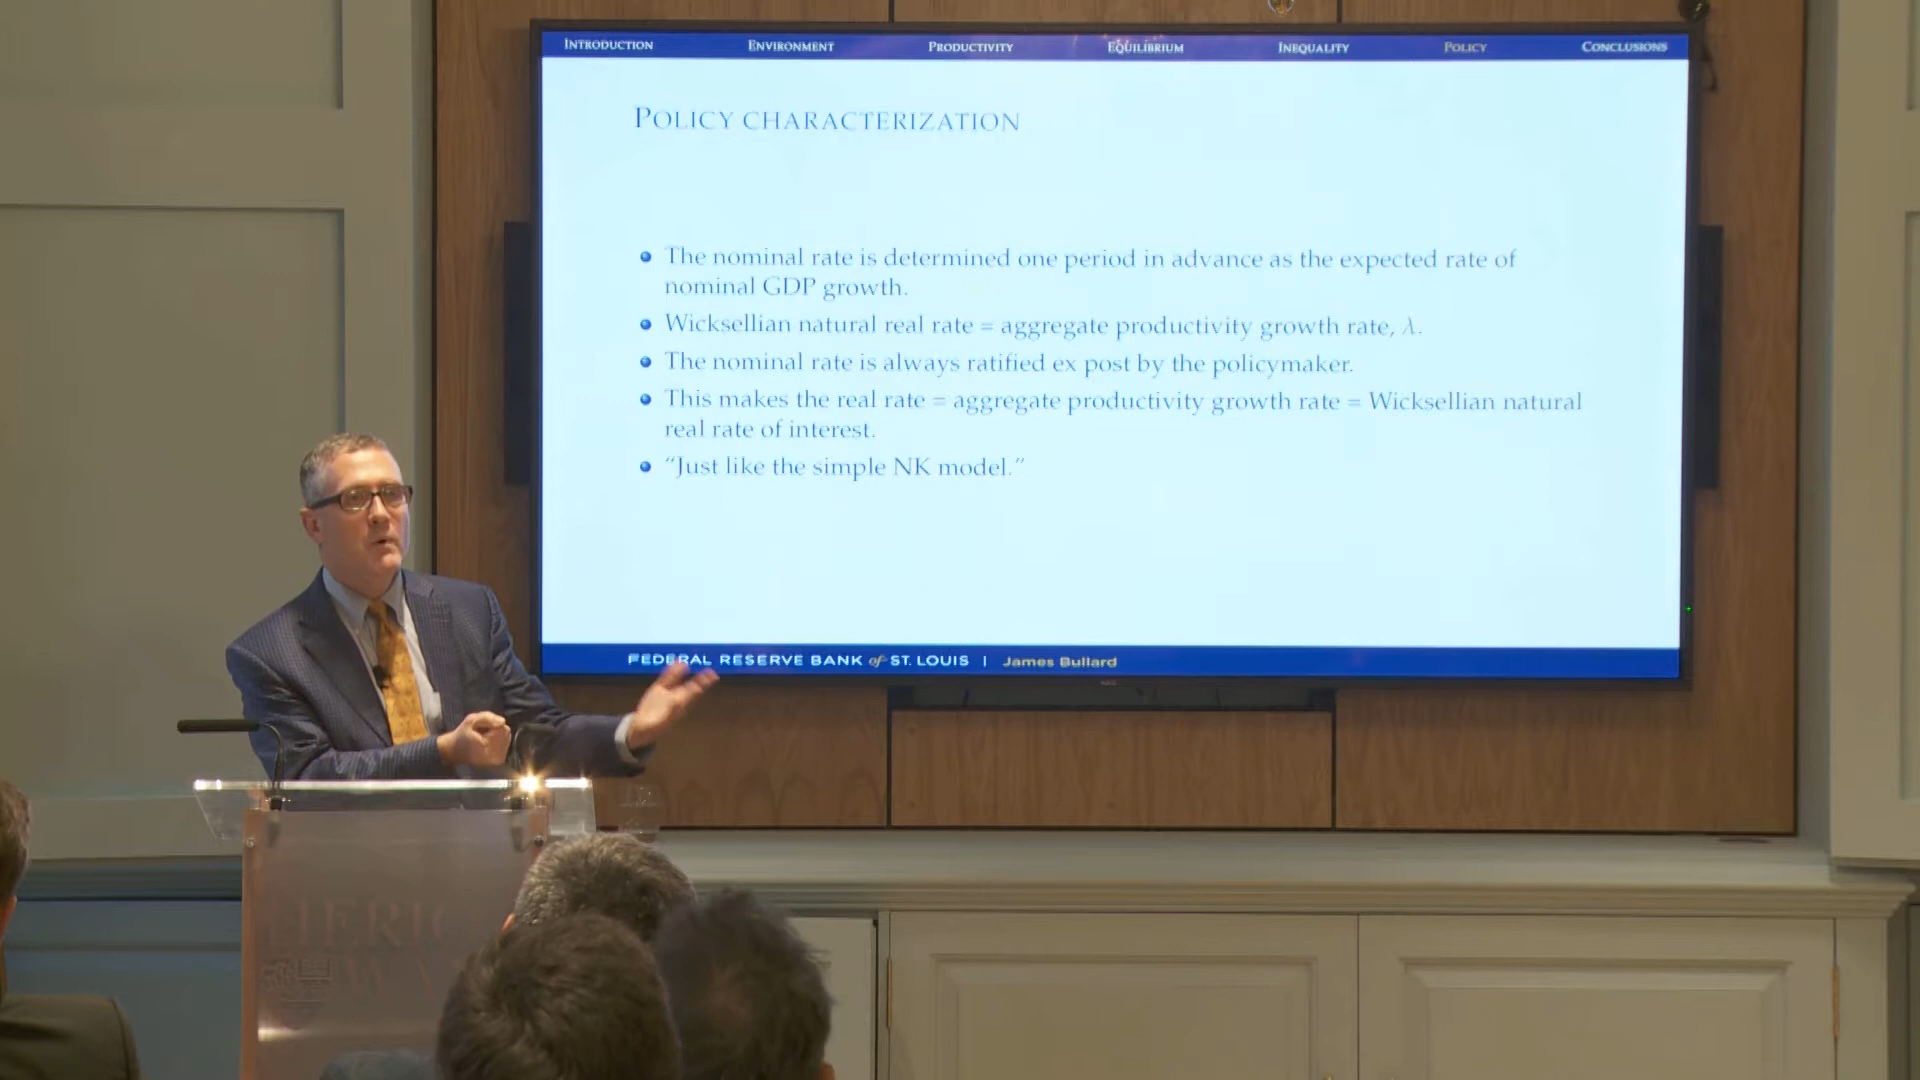 INTRODUCTION ENVIRONMENT PRODUCTIVITY EQUILIBRIUM INEQUALITY POLICY CONCLUSIONS
POLICY CHARACTERIZATION
The nominal rate is determined one period in advance as the expected rate of
nominal GDP growth.
Wicksellian natural real rate = aggregate productivity growth rate, λ.
The nominal rate is always ratified ex post by the policymaker.
This makes the real rate = aggregate productivity growth rate = Wicksellian natural
real rate of interest.
“Just like the simple NK model.”
FEDERAL RESERVE BANK of ST. LOUIS | James Bullard